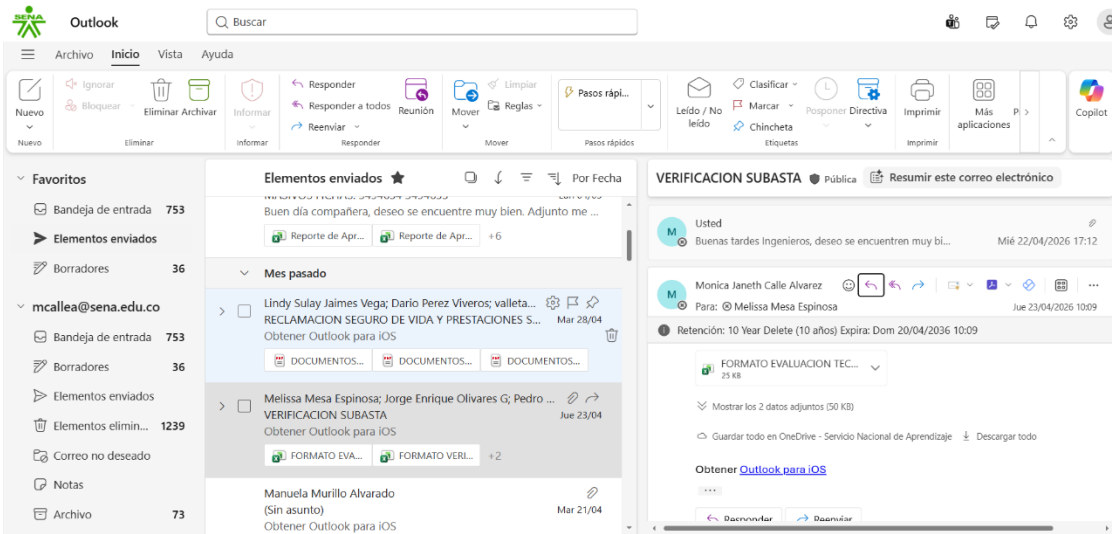 SENA
Outlook
Buscar
Archivo Inicio Vista Ayuda
Nuevo
Ignorar
Bloquear
Eliminar Archivar
Informar
Responder
Responder a todos
Reenviar
Reunión
Mover
Limpiar
Reglas
Pasos rápi...
Leído / No leído
Clasificar
Marcar
Chincheta
Posponer Directiva
Imprimir
Más aplicaciones
Copilot
Nuevo Eliminar Informar Responder Mover Pasos rápidos Etiquetas Imprimir
Favoritos
Bandeja de entrada 753
Elementos enviados
Borradores 36
mcallea@sena.edu.co
Bandeja de entrada 753
Borradores 36
Elementos enviados
Elementos elimin... 1239
Correo no deseado
Notas
Archivo 73
Elementos enviados Por Fecha
Buen día compañera, deseo se encuentre muy bien. Adjunto me ...
Reporte de Apr... Reporte de Apr... +6
Mes pasado
Lindy Sulay Jaimes Vega; Dario Perez Viveros; valleta...
RECLAMACION SEGURO DE VIDA Y PRESTACIONES S... Mar 28/04
Obtener Outlook para iOS
DOCUMENTOS... DOCUMENTOS... DOCUMENTOS...
Melissa Mesa Espinosa; Jorge Enrique Olivares G; Pedro ...
VERIFICACION SUBASTA Jue 23/04
Obtener Outlook para iOS
FORMATO EVA... FORMATO VERI... +2
Manuela Murillo Alvarado
(Sin asunto) Mar 21/04
Obtener Outlook para iOS
VERIFICACION SUBASTA Pública Resumir este correo electrónico
M
Usted
Buenas tardes Ingenieros, deseo se encuentren muy bi... Mié 22/04/2026 17:12
M
Monica Janeth Calle Alvarez
Para: Melissa Mesa Espinosa Jue 23/04/2026 10:09
Retención: 10 Year Delete (10 años) Expira: Dom 20/04/2036 10:09
FORMATO EVALUACION TEC...
25 KB
Mostrar los 2 datos adjuntos (50 KB)
Guardar todo en OneDrive - Servicio Nacional de Aprendizaje Descargar todo
Obtener Outlook para iOS
...
Responder Reenviar